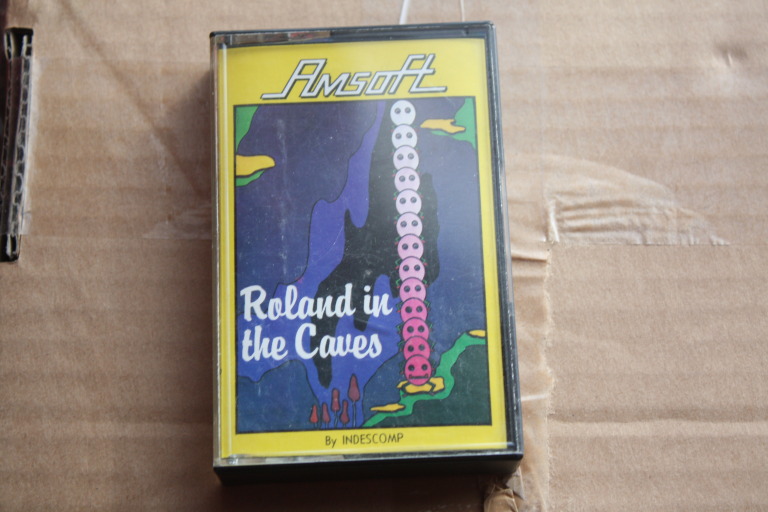 Amsoft
Roland in
the Caves
By INDESCOMP